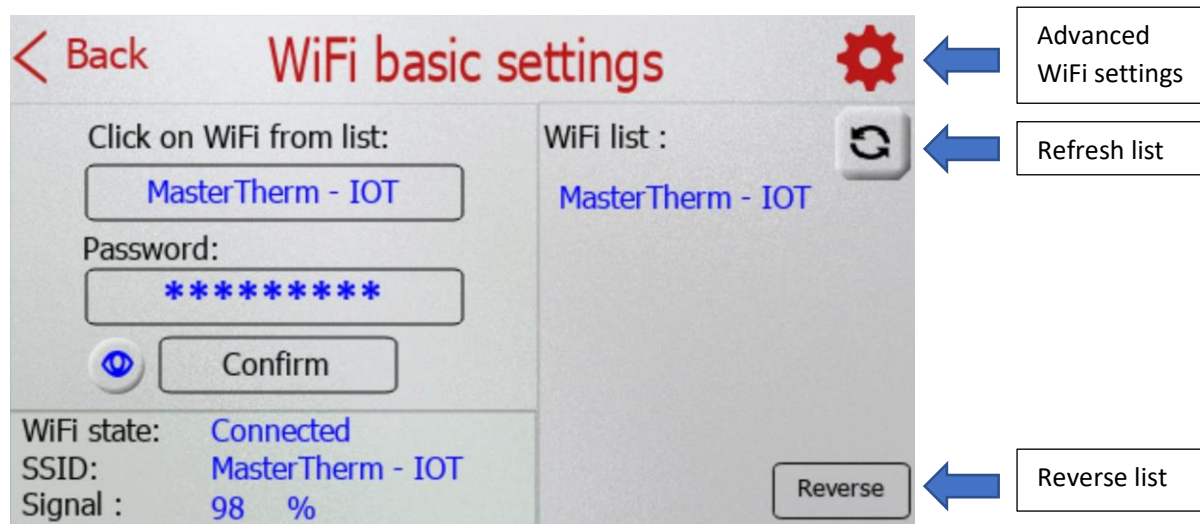 Back
WiFi basic settings
Advanced
WiFi settings
Click on WiFi from list:
MasterTherm - IOT
Password:
*********
Confirm
WiFi state: Connected
SSID: MasterTherm - IOT
Signal : 98 %
WiFi list :
Refresh list
MasterTherm - IOT
Reverse
Reverse list